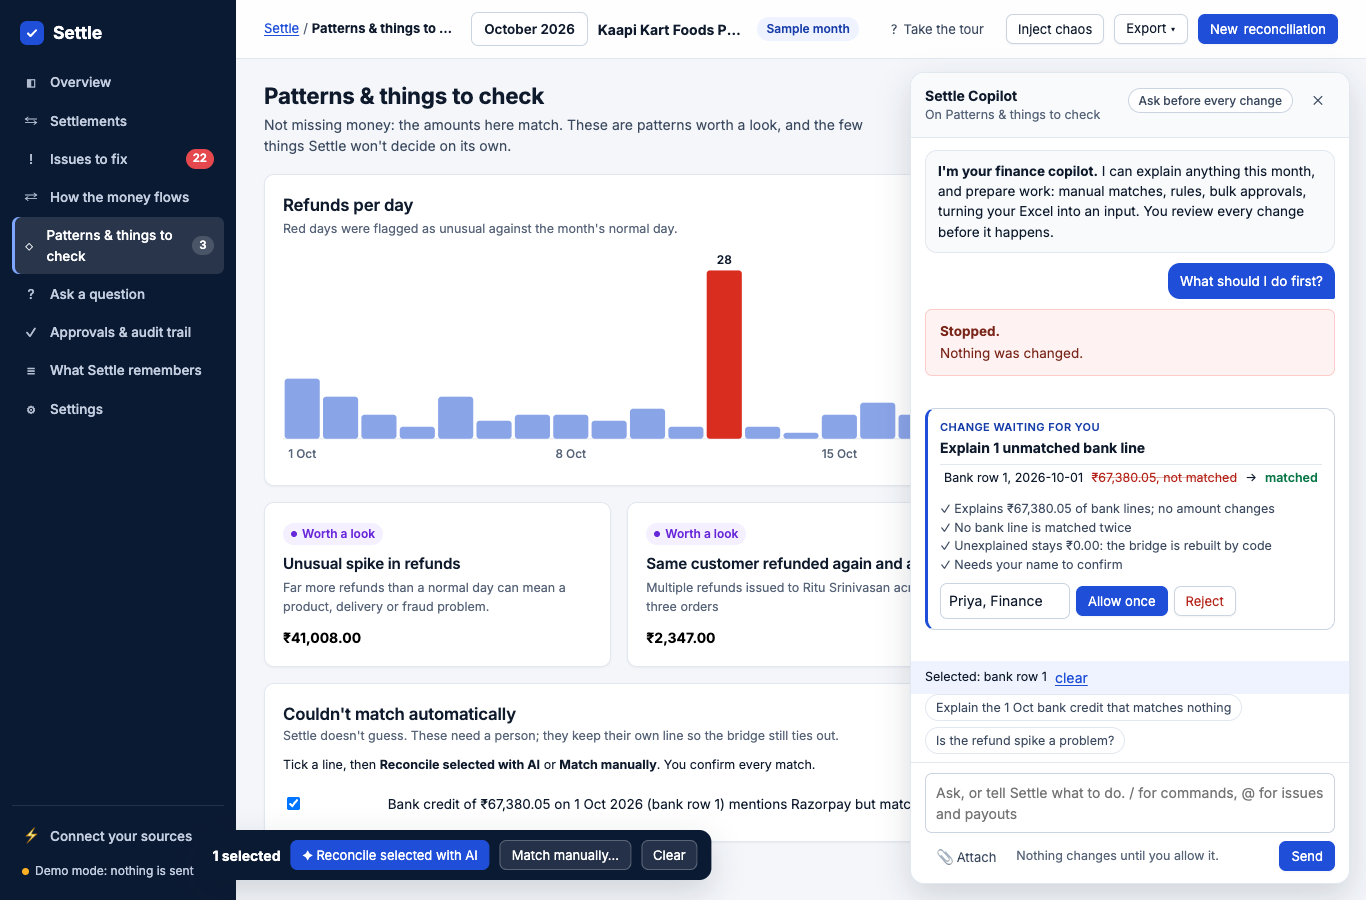 Settle
Overview
Settlements
! Issues to fix 22
How the money flows
Patterns & things to
check
3
? Ask a question
Approvals & audit trail
What Settle remembers
Settings
⚡ Connect your sources
Demo mode: nothing is sent
Settle / Patterns & things to ...
October 2026
Kaapi Kart Foods P...
Sample month
? Take the tour
Inject chaos
Export ▾
New reconciliation
Patterns & things to check
Not missing money: the amounts here match. These are patterns worth a look, and the few
things Settle won't decide on its own.
Refunds per day
Red days were flagged as unusual against the month's normal day.
28
1 Oct 8 Oct 15 Oct
Worth a look
Unusual spike in refunds
Far more refunds than a normal day can mean a
product, delivery or fraud problem.
₹41,008.00
Worth a look
Same customer refunded again and a
Multiple refunds issued to Ritu Srinivasan acr
three orders
₹2,347.00
Couldn't match automatically
Settle doesn't guess. These need a person; they keep their own line so the bridge still ties out.
Tick a line, then Reconcile selected with AI or Match manually. You confirm every match.
Bank credit of ₹67,380.05 on 1 Oct 2026 (bank row 1) mentions Razorpay but matc
1 selected
✦ Reconcile selected with AI
Match manually...
Clear
Settle Copilot
On Patterns & things to check
Ask before every change
×
I'm your finance copilot. I can explain anything this month,
and prepare work: manual matches, rules, bulk approvals,
turning your Excel into an input. You review every change
before it happens.
What should I do first?
Stopped.
Nothing was changed.
CHANGE WAITING FOR YOU
Explain 1 unmatched bank line
Bank row 1, 2026-10-01 ₹67,380.05, not matched → matched
✓ Explains ₹67,380.05 of bank lines; no amount changes
✓ No bank line is matched twice
✓ Unexplained stays ₹0.00: the bridge is rebuilt by code
✓ Needs your name to confirm
Priya, Finance
Allow once
Reject
Selected: bank row 1 clear
Explain the 1 Oct bank credit that matches nothing
Is the refund spike a problem?
Ask, or tell Settle what to do. / for commands, @ for issues
and payouts
Attach
Nothing changes until you allow it.
Send